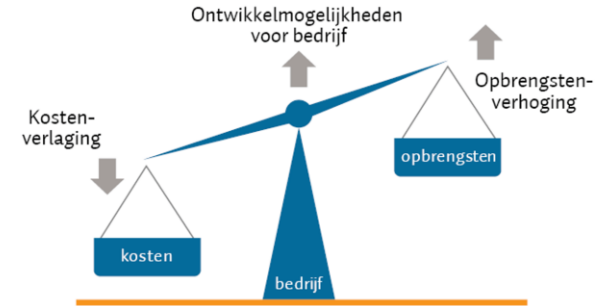 Ontwikkelmogelijkheden
voor bedrijf
Opbrengsten-
verhoging
Kosten-
verlaging
opbrengsten
kosten
bedrijf